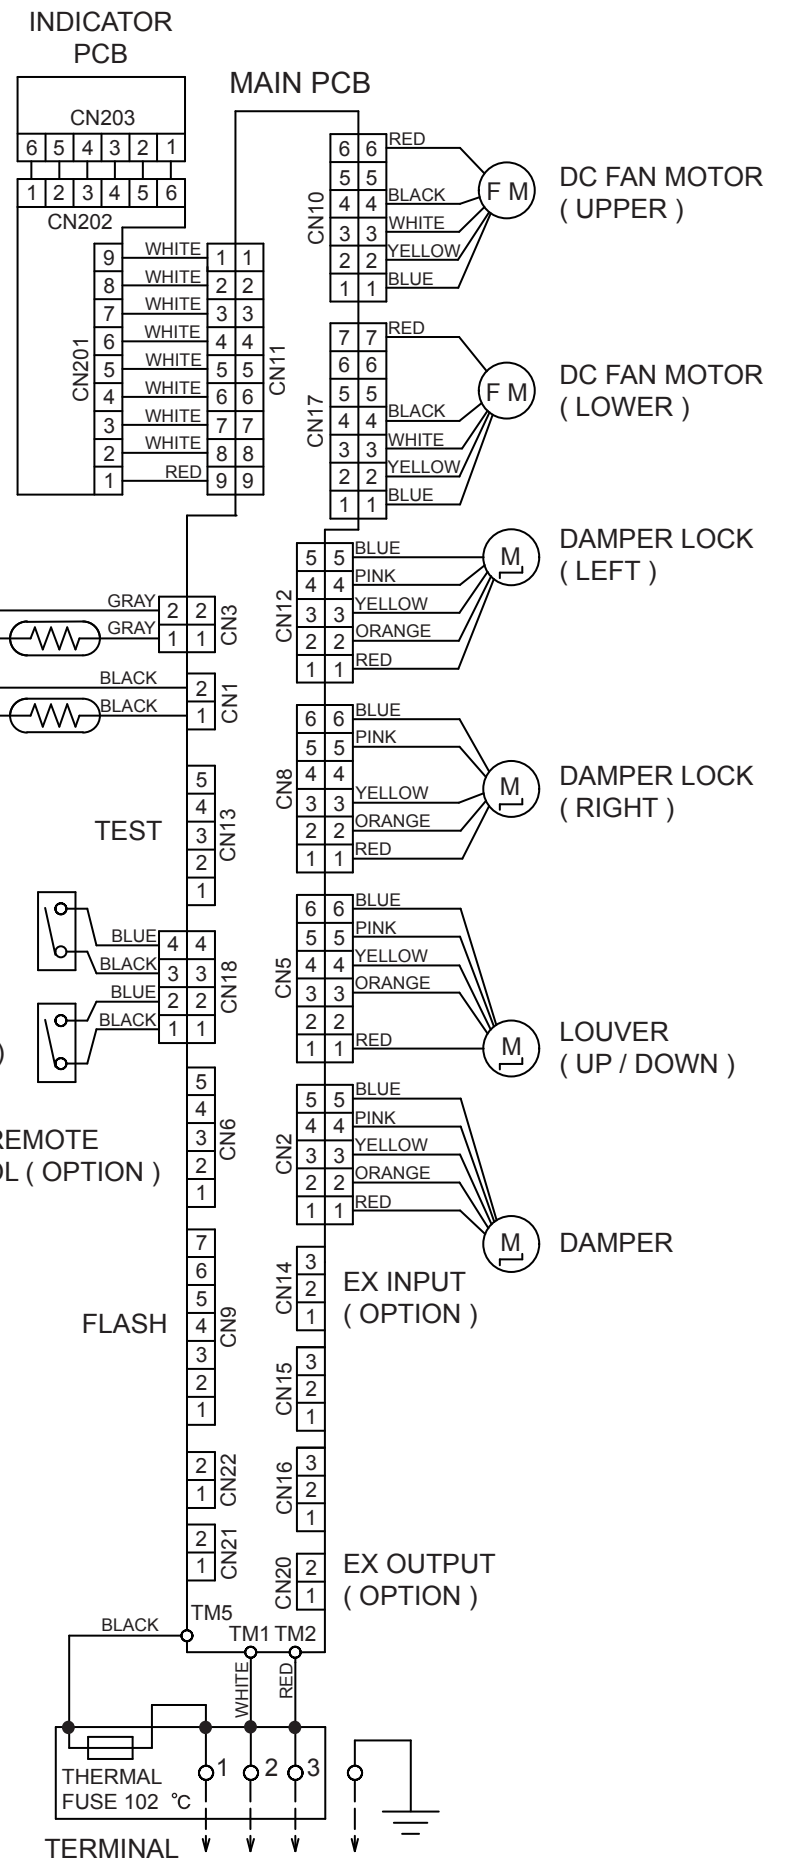 INDICATOR
PCB
MAIN PCB
CN203
6 5 4 3 2 1
1 2 3 4 5 6
CN202
CN201
9 WHITE 1 1
8 WHITE 2 2
7 WHITE 3 3
6 WHITE 4 4
5 WHITE 5 5
4 WHITE 6 6
3 WHITE 7 7
2 WHITE 8 8
1 RED 9 9
CN11
CN10
6 6 RED
5 5
4 4 BLACK
3 3 WHITE
2 2 YELLOW
1 1 BLUE
F M
DC FAN MOTOR
( UPPER )
CN17
7 7 RED
6 6
5 5
4 4 BLACK
3 3 WHITE
2 2 YELLOW
1 1 BLUE
F M
DC FAN MOTOR
( LOWER )
CN12
5 5 BLUE
4 4 PINK
3 3 YELLOW
2 2 ORANGE
1 1 RED
M
DAMPER LOCK
( LEFT )
GRAY 2 2
GRAY 1 1
CN3
BLACK 2
BLACK 1
CN1
CN8
6 6 BLUE
5 5 PINK
4 4
3 3 YELLOW
2 2 ORANGE
1 1 RED
M
DAMPER LOCK
( RIGHT )
TEST
5
4
3
2
1
CN13
BLUE 4 4
BLACK 3 3
BLUE 2 2
BLACK 1 1
CN18
CN5
6 6 BLUE
5 5 PINK
4 4 YELLOW
3 3 ORANGE
2 2
1 1 RED
M
LOUVER
( UP / DOWN )
)
REMOTE
OL ( OPTION )
5
4
3
2
1
CN6
CN2
5 5 BLUE
4 4 PINK
3 3 YELLOW
2 2 ORANGE
1 1 RED
M
DAMPER
FLASH
7
6
5
4
3
2
1
CN9
CN14
3
2
1
EX INPUT
( OPTION )
CN15
3
2
1
2
1
CN22
CN16
3
2
1
2
1
CN21
CN20
2
1
EX OUTPUT
( OPTION )
BLACK
TM5
TM1 TM2
WHITE
RED
1 2 3
THERMAL
FUSE 102 °C
TERMINAL